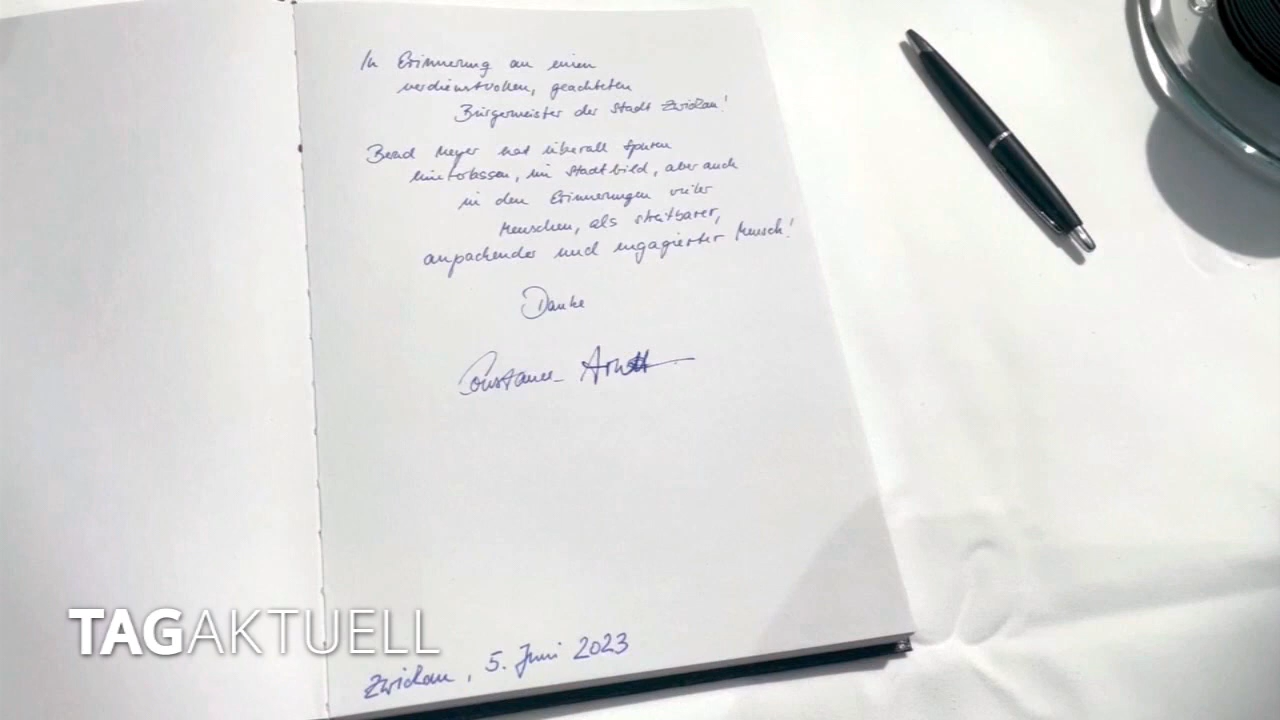 In Erinnerung an einen
verdienstvollen, geachteten
Bürgermeister der Stadt Zwickau!
Bernd Meyer hat überall Spuren
hinterlassen, im Stadtbild, aber auch
in den Erinnerungen vieler
Menschen, als streitbarer,
anpackender und engagierter Mensch!
Danke
Constance Arndt
TAGAKTUELL
Zwickau, 5. Juni 2023